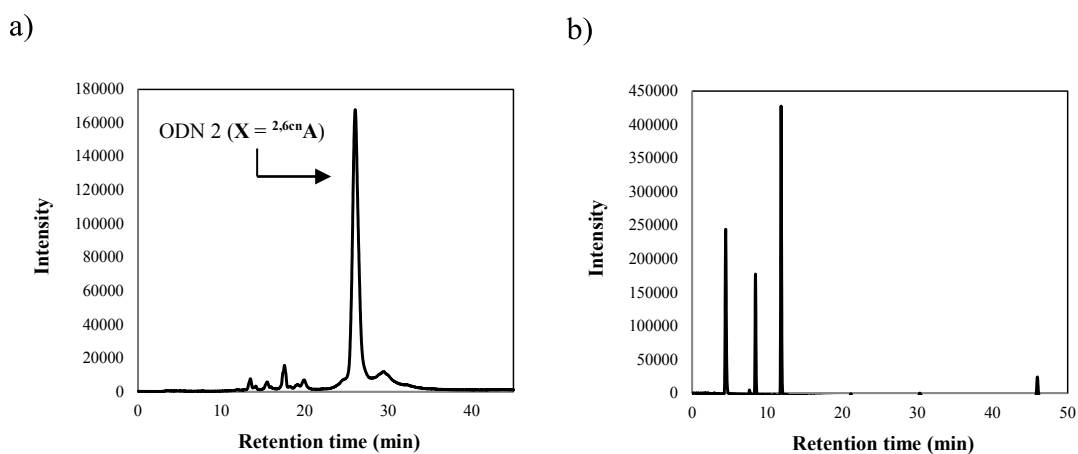 a)
180000
160000
140000
120000
100000
80000
60000
40000
20000
0
Intensity
ODN 2 (X = 2,6cnA)
0 10 20 30 40
Retention time (min)
b)
450000
400000
350000
300000
250000
200000
150000
100000
50000
0
Intensity
0 10 20 30 40 50
Retention time (min)